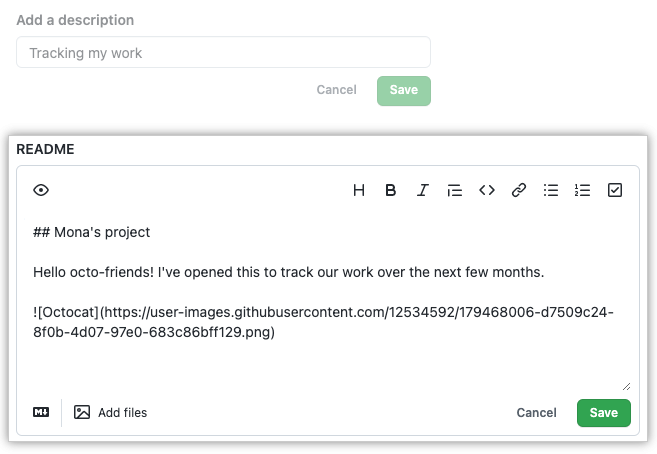 Add a description
Tracking my work
Cancel
Save
README
H B I
## Mona's project
Hello octo-friends! I've opened this to track our work over the next few months.
![Octocat](https://user-images.githubusercontent.com/12534592/179468006-d7509c24-
8f0b-4d07-97e0-683c86bff129.png)
M↓
Add files
Cancel
Save